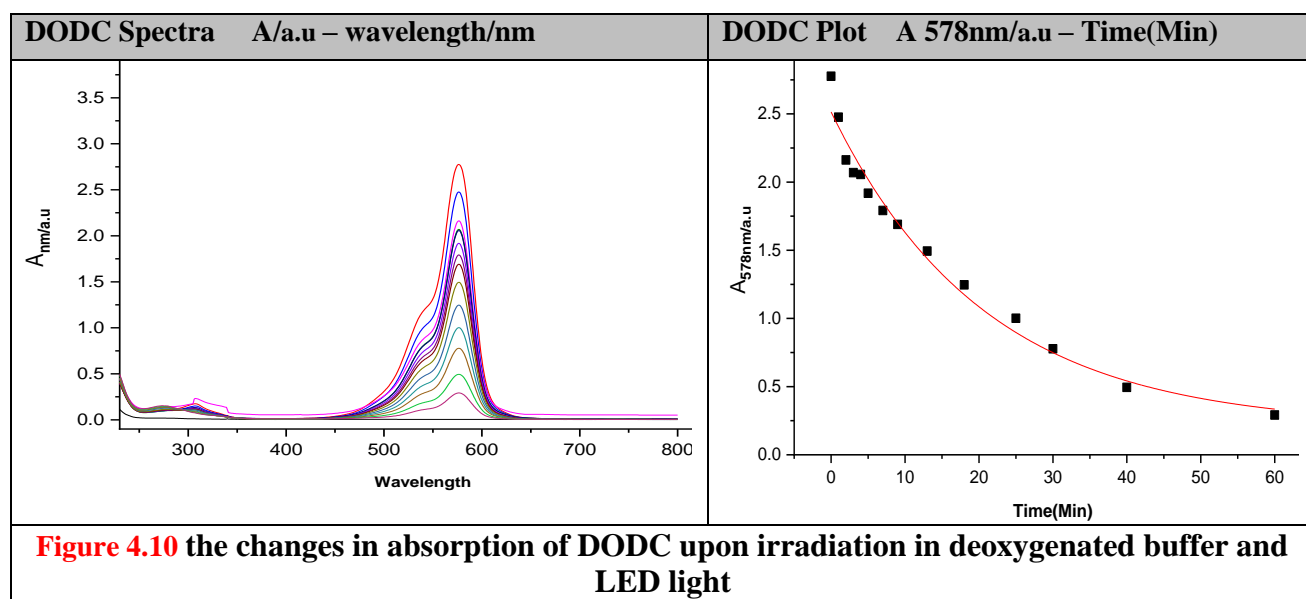 DODC Spectra A/a.u – wavelength/nm
3.5
3.0
2.5
2.0
1.5
1.0
0.5
0.0
A nm/a.u
300 400 500 600 700 800
Wavelength
DODC Plot A 578nm/a.u – Time(Min)
2.5
2.0
1.5
1.0
0.5
0.0
A 578nm/a.u
0 10 20 30 40 50 60
Time(Min)
Figure 4.10 the changes in absorption of DODC upon irradiation in deoxygenated buffer and
LED light